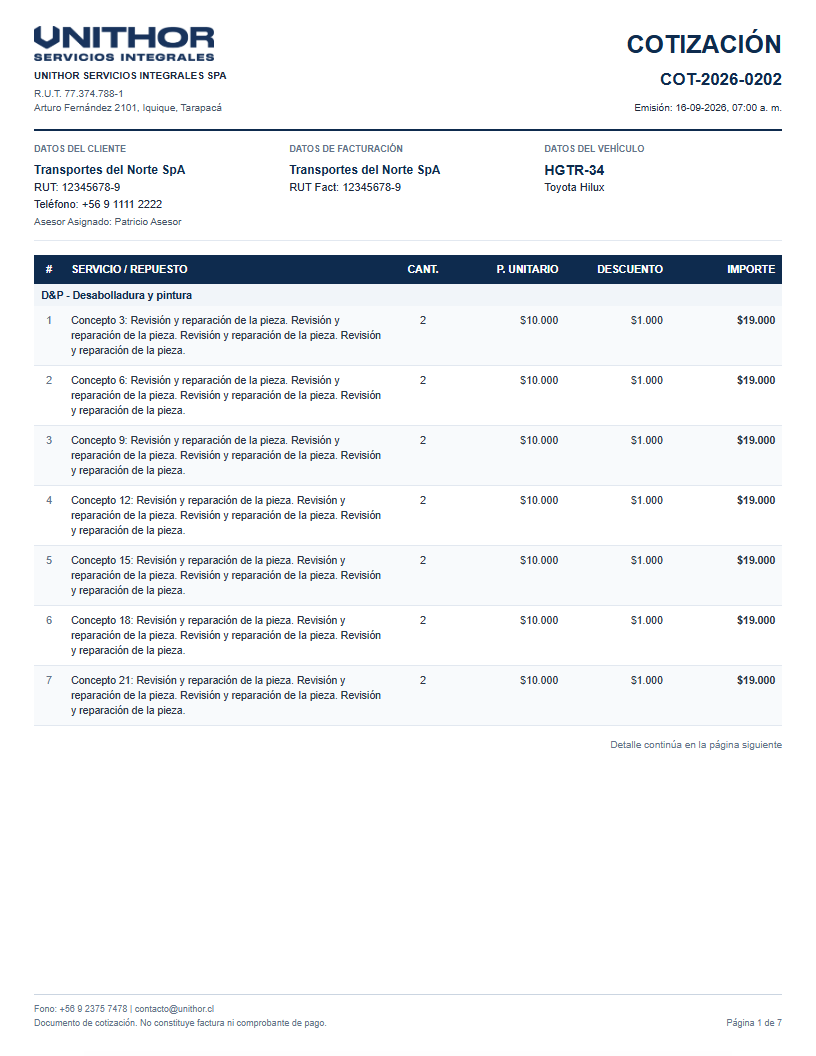 UNITHOR
SERVICIOS INTEGRALES
UNITHOR SERVICIOS INTEGRALES SPA
R.U.T. 77.374.788-1
Arturo Fernández 2101, Iquique, Tarapacá
COTIZACIÓN
COT-2026-0202
Emisión: 16-09-2026, 07:00 a. m.
DATOS DEL CLIENTE
Transportes del Norte SpA
RUT: 12345678-9
Teléfono: +56 9 1111 2222
Asesor Asignado: Patricio Asesor
DATOS DE FACTURACIÓN
Transportes del Norte SpA
RUT Fact: 12345678-9
DATOS DEL VEHÍCULO
HGTR-34
Toyota Hilux
# SERVICIO / REPUESTO CANT. P. UNITARIO DESCUENTO IMPORTE
D&P - Desabolladura y pintura
1 Concepto 3: Revisión y reparación de la pieza. Revisión y 2 $10.000 $1.000 $19.000
reparación de la pieza. Revisión y reparación de la pieza. Revisión
y reparación de la pieza.
2 Concepto 6: Revisión y reparación de la pieza. Revisión y 2 $10.000 $1.000 $19.000
reparación de la pieza. Revisión y reparación de la pieza. Revisión
y reparación de la pieza.
3 Concepto 9: Revisión y reparación de la pieza. Revisión y 2 $10.000 $1.000 $19.000
reparación de la pieza. Revisión y reparación de la pieza. Revisión
y reparación de la pieza.
4 Concepto 12: Revisión y reparación de la pieza. Revisión y 2 $10.000 $1.000 $19.000
reparación de la pieza. Revisión y reparación de la pieza. Revisión
y reparación de la pieza.
5 Concepto 15: Revisión y reparación de la pieza. Revisión y 2 $10.000 $1.000 $19.000
reparación de la pieza. Revisión y reparación de la pieza. Revisión
y reparación de la pieza.
6 Concepto 18: Revisión y reparación de la pieza. Revisión y 2 $10.000 $1.000 $19.000
reparación de la pieza. Revisión y reparación de la pieza. Revisión
y reparación de la pieza.
7 Concepto 21: Revisión y reparación de la pieza. Revisión y 2 $10.000 $1.000 $19.000
reparación de la pieza. Revisión y reparación de la pieza. Revisión
y reparación de la pieza.
Detalle continúa en la página siguiente
Fono: +56 9 2375 7478 | contacto@unithor.cl
Documento de cotización. No constituye factura ni comprobante de pago.
Página 1 de 7